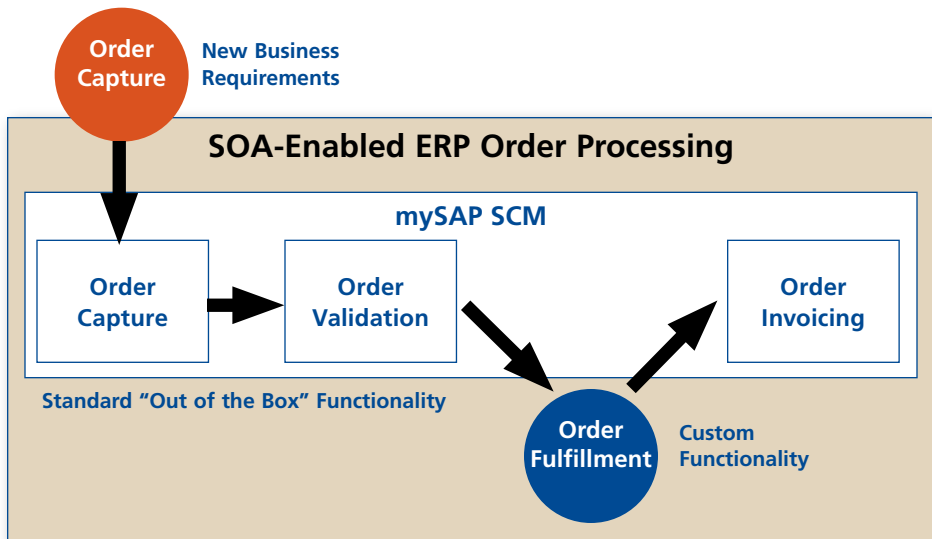 Order
Capture
New Business
Requirements
SOA-Enabled ERP Order Processing
mySAP SCM
Order
Capture
Order
Validation
Order
Invoicing
Standard “Out of the Box” Functionality
Order
Fulfillment
Custom
Functionality